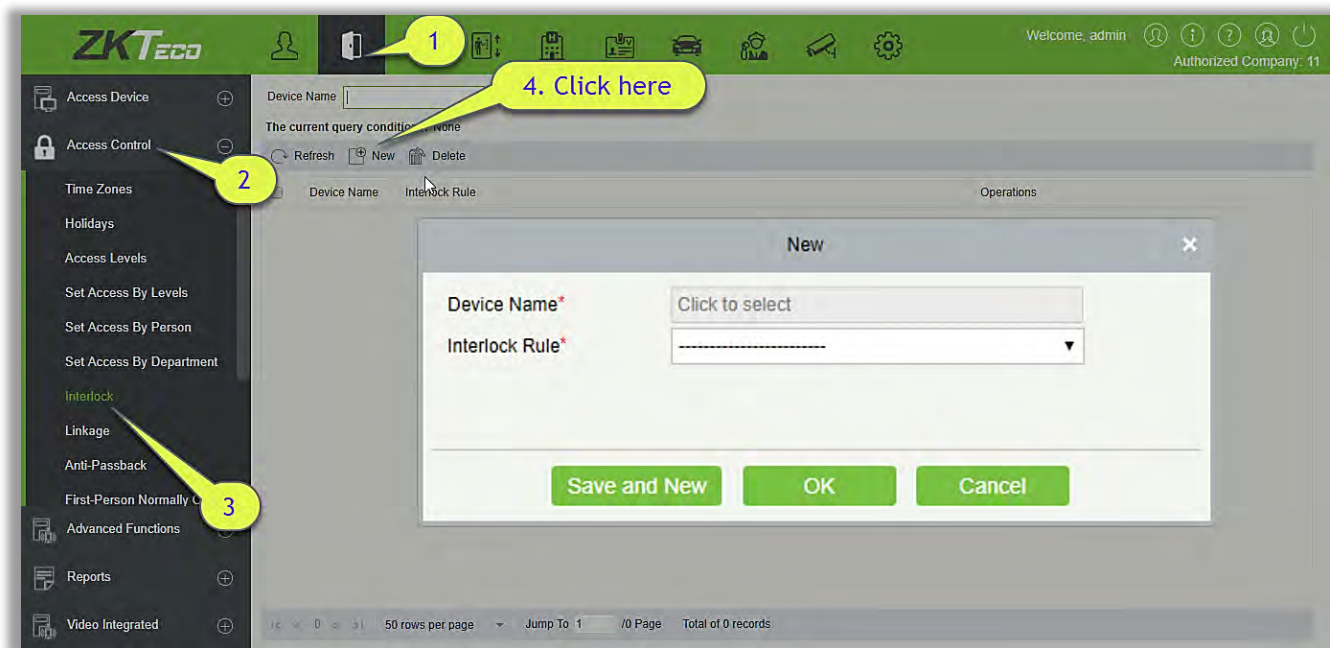 ZKTECO
1
Welcome, admin
Authorized Company: 11
Access Device
Device Name
4. Click here
The current query condition : None
Access Control
Refresh New Delete
2
Time Zones
Device Name Interlock Rule Operations
Holidays
Access Levels
Set Access By Levels
Set Access By Person
Set Access By Department
Interlock
Linkage
Anti-Passback
First-Person Normally
3
Advanced Functions
Reports
Video Integrated
New
Device Name* Click to select
Interlock Rule* ------------------------
Save and New OK Cancel
0 50 rows per page Jump To 1 /0 Page Total of 0 records